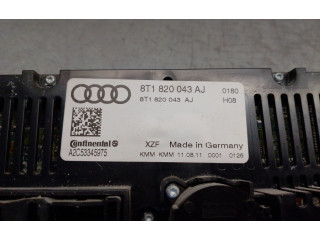 8T1 820 043 AJ 0180
8T1 820 043 AJ H08
Continental XZF Made in Germany
A2C53345975 KMM KMM 11.08.11 0001 0126